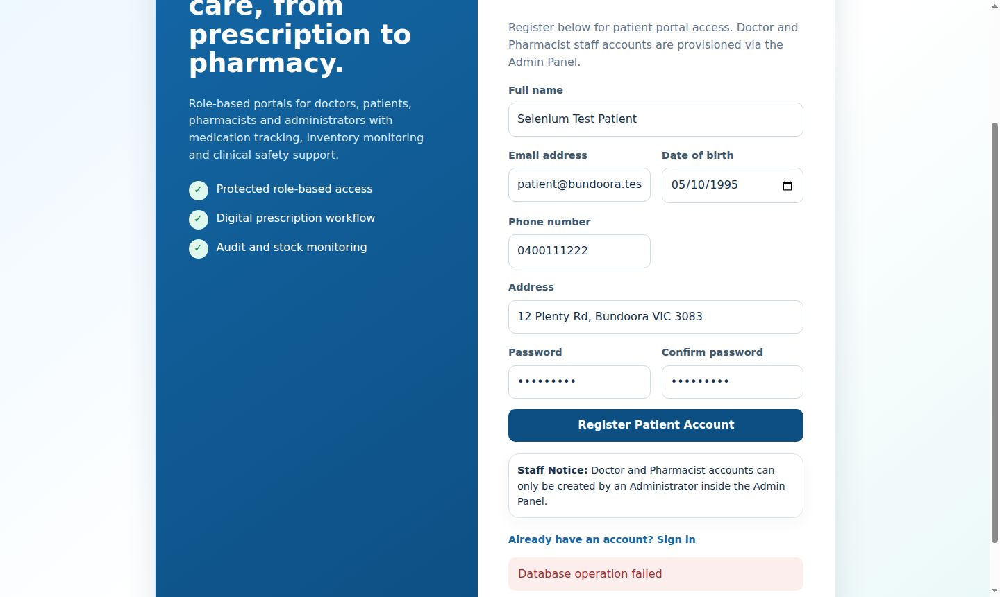 care, from
prescription to
pharmacy.
Role-based portals for doctors, patients,
pharmacists and administrators with
medication tracking, inventory monitoring
and clinical safety support.
✓ Protected role-based access
✓ Digital prescription workflow
✓ Audit and stock monitoring
Register below for patient portal access. Doctor and
Pharmacist staff accounts are provisioned via the
Admin Panel.
Full name
Selenium Test Patient
Email address
patient@bundoora.tes
Date of birth
05/10/1995
Phone number
0400111222
Address
12 Plenty Rd, Bundoora VIC 3083
Password
•••••••••
Confirm password
•••••••••
Register Patient Account
Staff Notice: Doctor and Pharmacist accounts can
only be created by an Administrator inside the Admin
Panel.
Already have an account? Sign in
Database operation failed